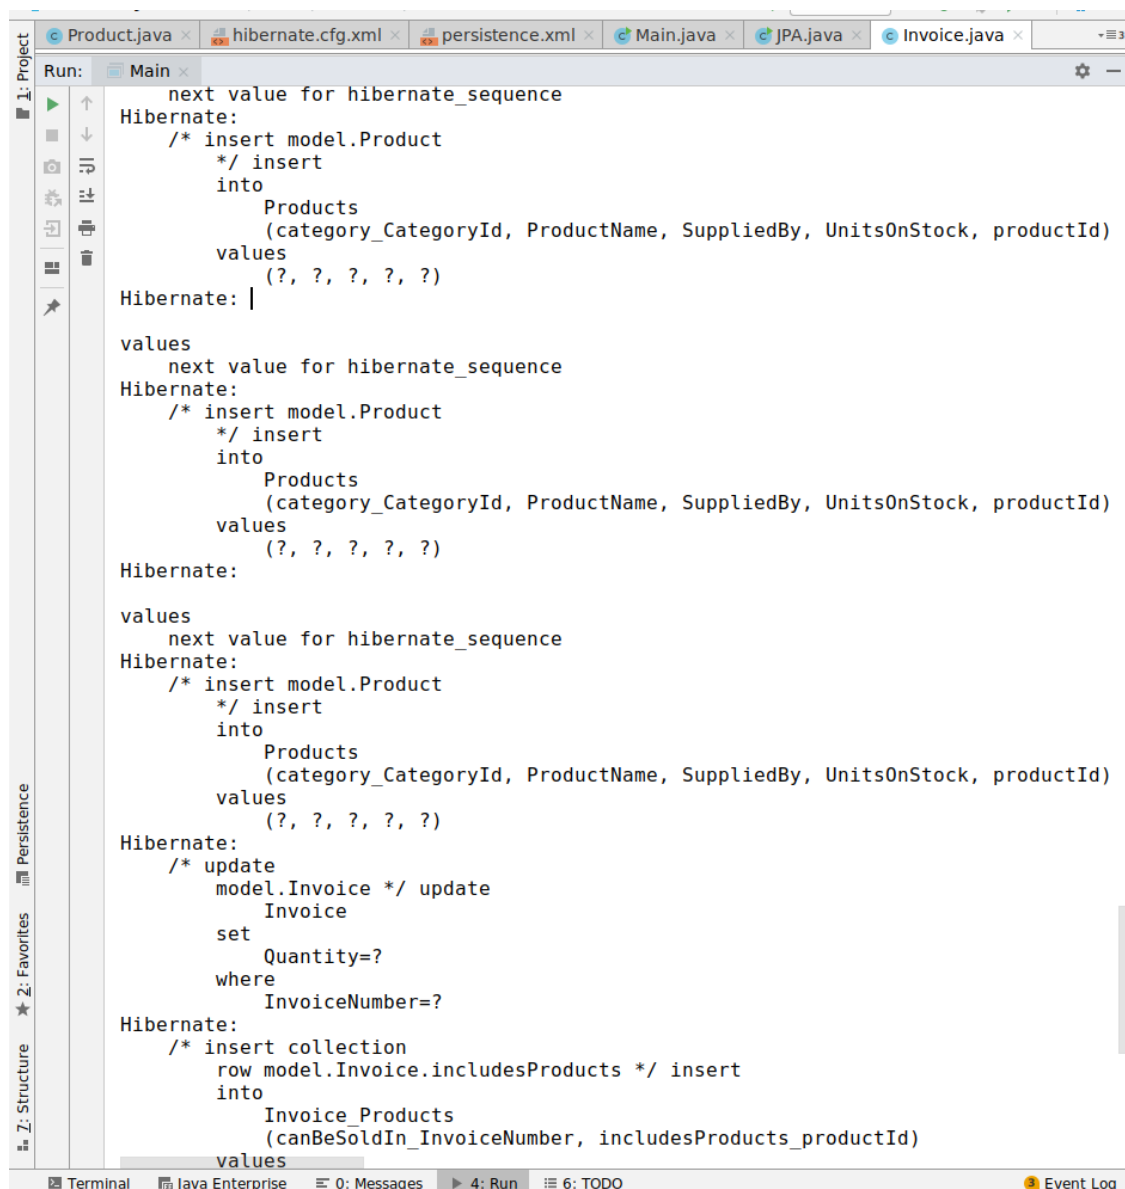 Product.java hibernate.cfg.xml persistence.xml Main.java JPA.java Invoice.java 3
1: Project
Run: Main
next value for hibernate_sequence
Hibernate:
/* insert model.Product
*/ insert
into
Products
(category_CategoryId, ProductName, SuppliedBy, UnitsOnStock, productId)
values
(?, ?, ?, ?, ?)
Hibernate:
values
next value for hibernate_sequence
Hibernate:
/* insert model.Product
*/ insert
into
Products
(category_CategoryId, ProductName, SuppliedBy, UnitsOnStock, productId)
values
(?, ?, ?, ?, ?)
Hibernate:
values
next value for hibernate_sequence
Hibernate:
/* insert model.Product
*/ insert
into
Products
(category_CategoryId, ProductName, SuppliedBy, UnitsOnStock, productId)
values
(?, ?, ?, ?, ?)
Hibernate:
/* update
model.Invoice */ update
Invoice
set
Quantity=?
where
InvoiceNumber=?
Hibernate:
/* insert collection
row model.Invoice.includesProducts */ insert
into
Invoice_Products
(canBeSoldIn_InvoiceNumber, includesProducts_productId)
values
Persistence
2: Favorites
Z: Structure
Terminal Java Enterprise 0: Messages 4: Run 6: TODO 3 Event Log